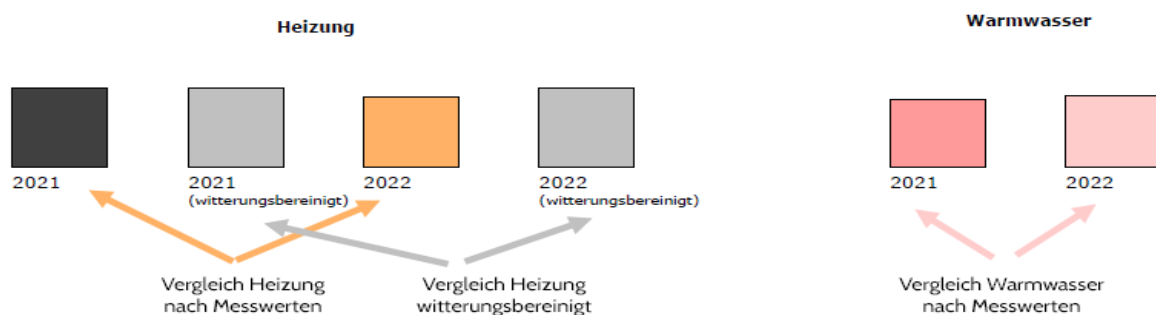 Heizung
Warmwasser
2021
2021
(witterungsbereinigt)
2022
2022
(witterungsbereinigt)
2021
2022
Vergleich Heizung
nach Messwerten
Vergleich Heizung
witterungsbereinigt
Vergleich Warmwasser
nach Messwerten